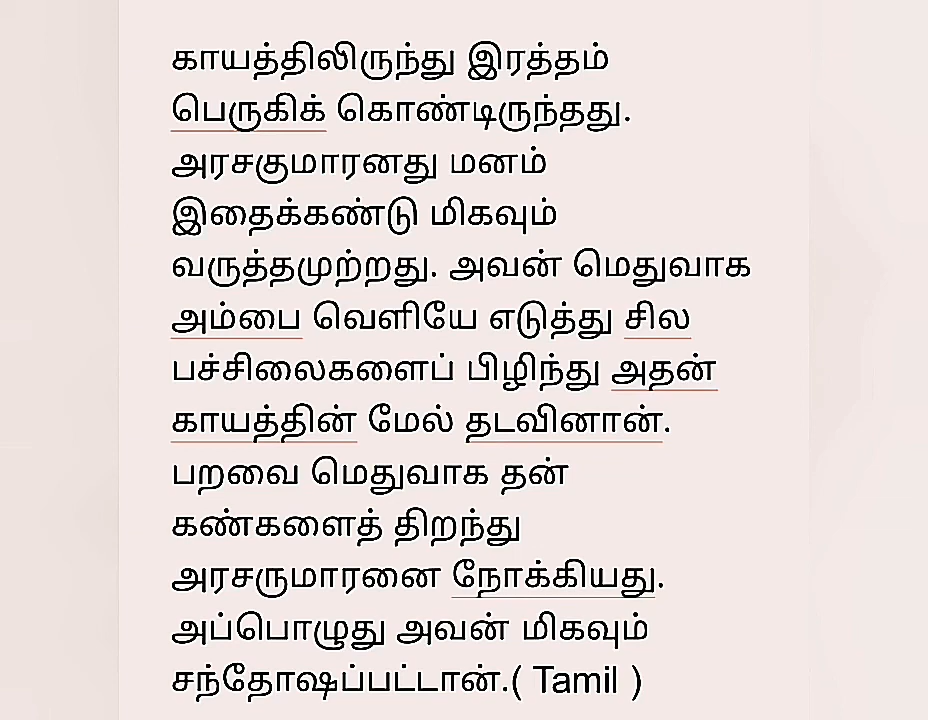 காயத்திலிருந்து இரத்தம்
பெருகிக் கொண்டிருந்தது.
அரசகுமாரனது மனம்
இதைக்கண்டு மிகவும்
வருத்தமுற்றது. அவன் மெதுவாக
அம்பை வெளியே எடுத்து சில
பச்சிலைகளைப் பிழிந்து அதன்
காயத்தின் மேல் தடவினான்.
பறவை மெதுவாக தன்
கண்களைத் திறந்து
அரசருமாரனை நோக்கியது.
அப்பொழுது அவன் மிகவும்
சந்தோஷப்பட்டான்.( Tamil )